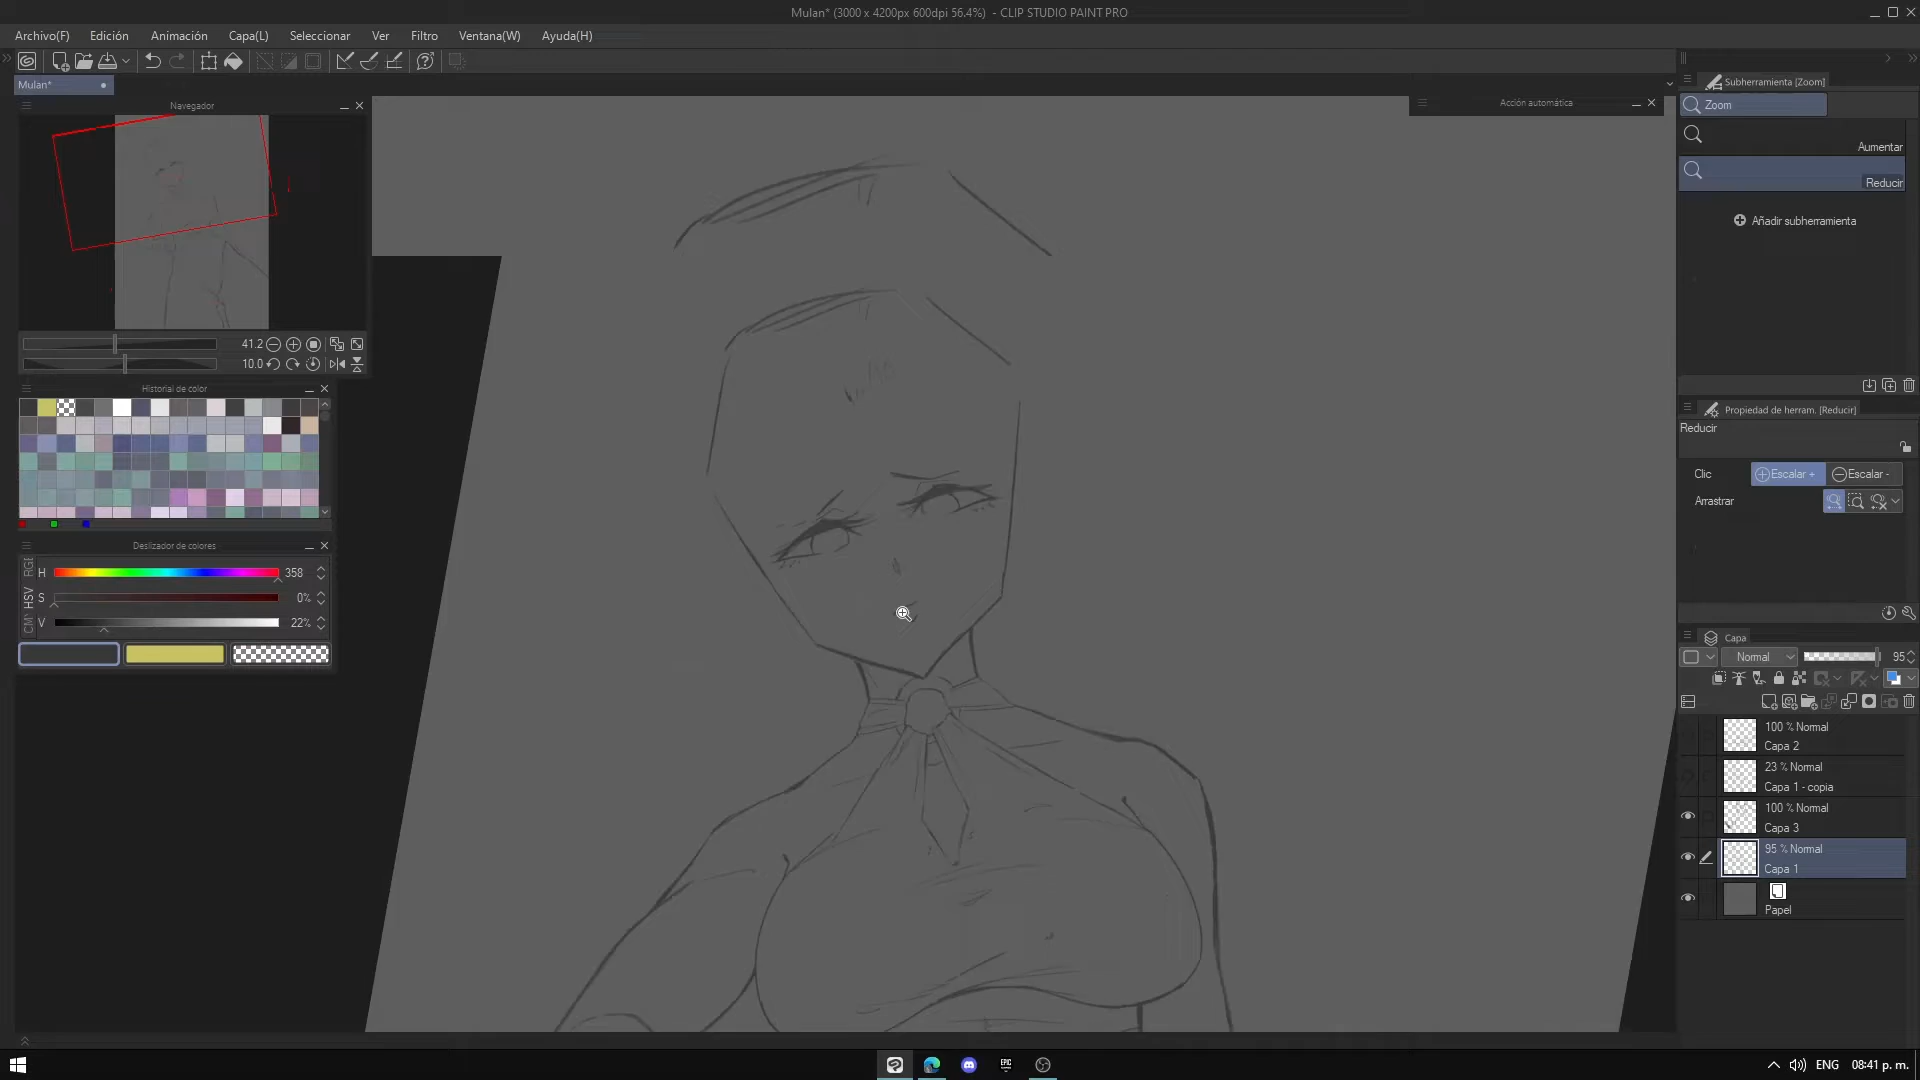 Mulan* (3000 x 4200px 600dpi 56.4%) - CLIP STUDIO PAINT PRO
Archivo(F) Edición Animación Capa(L) Seleccionar Ver Filtro Ventana(W) Ayuda(H)
Mulan*
Navegador
Acción automática
41.2
10.0
Historial de color
Deslizador de colores
RGB
HSV
H 358
S 0%
V 22%
Subherramienta [Zoom]
Zoom
Aumentar
Reducir
Añadir subherramienta
Propiedad de herram. [Reducir]
Reducir
Clic Escalar + Escalar -
Arrastrar
Capa
Normal 95
100 % Normal
Capa 2
23 % Normal
Capa 1 - copia
100 % Normal
Capa 3
95 % Normal
Capa 1
Papel
EPIC
ENG 08:41 p. m.